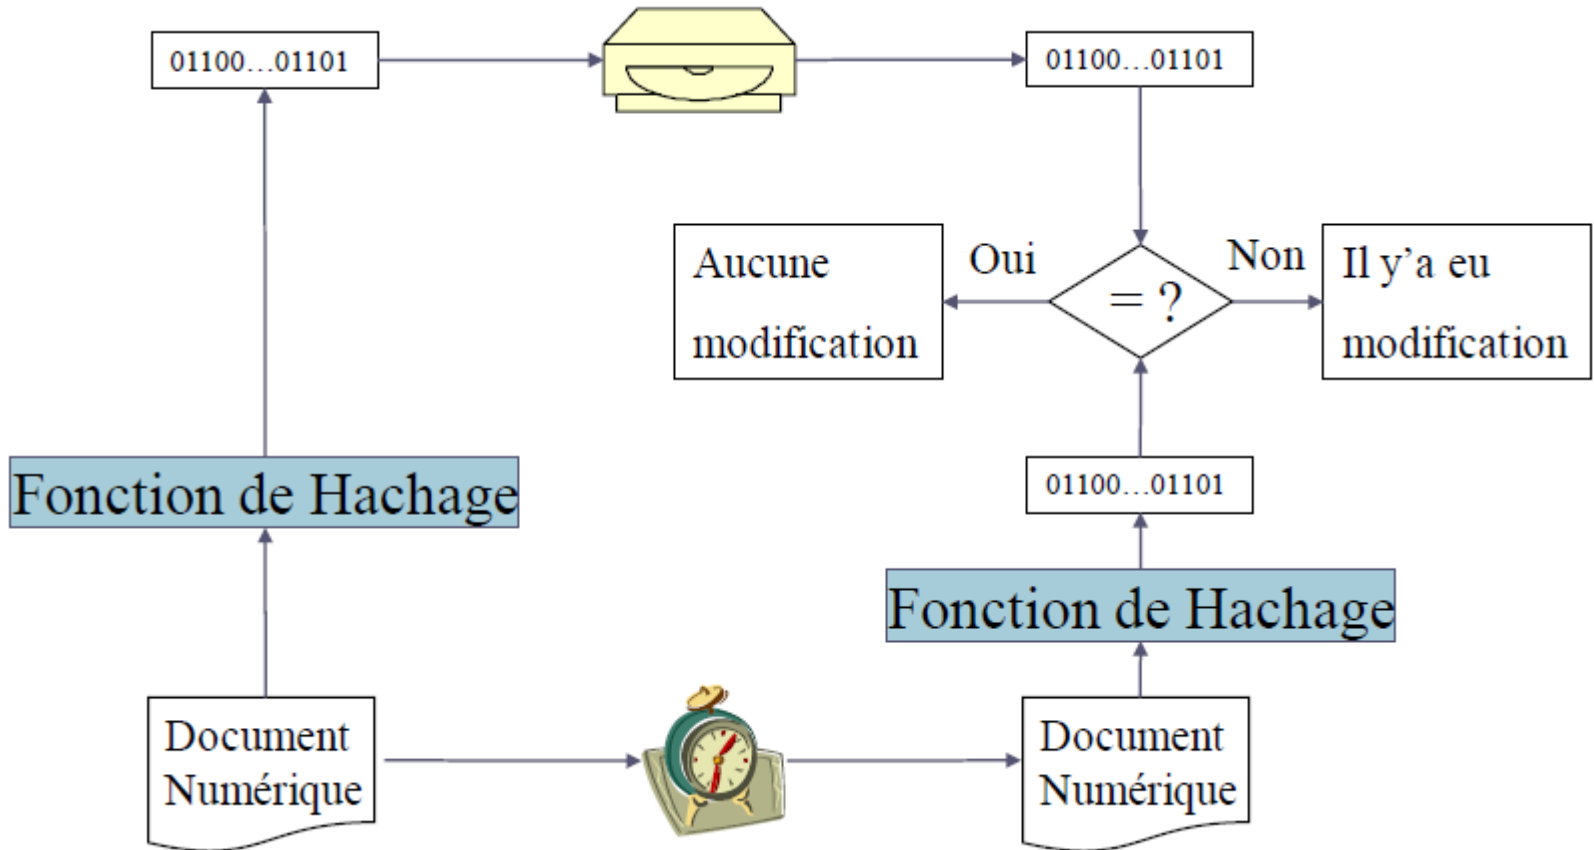 01100...01101
01100...01101
Aucune
modification
Oui
= ?
Non
Il y'a eu
modification
Fonction de Hachage
01100...01101
Fonction de Hachage
Document
Numérique
Document
Numérique